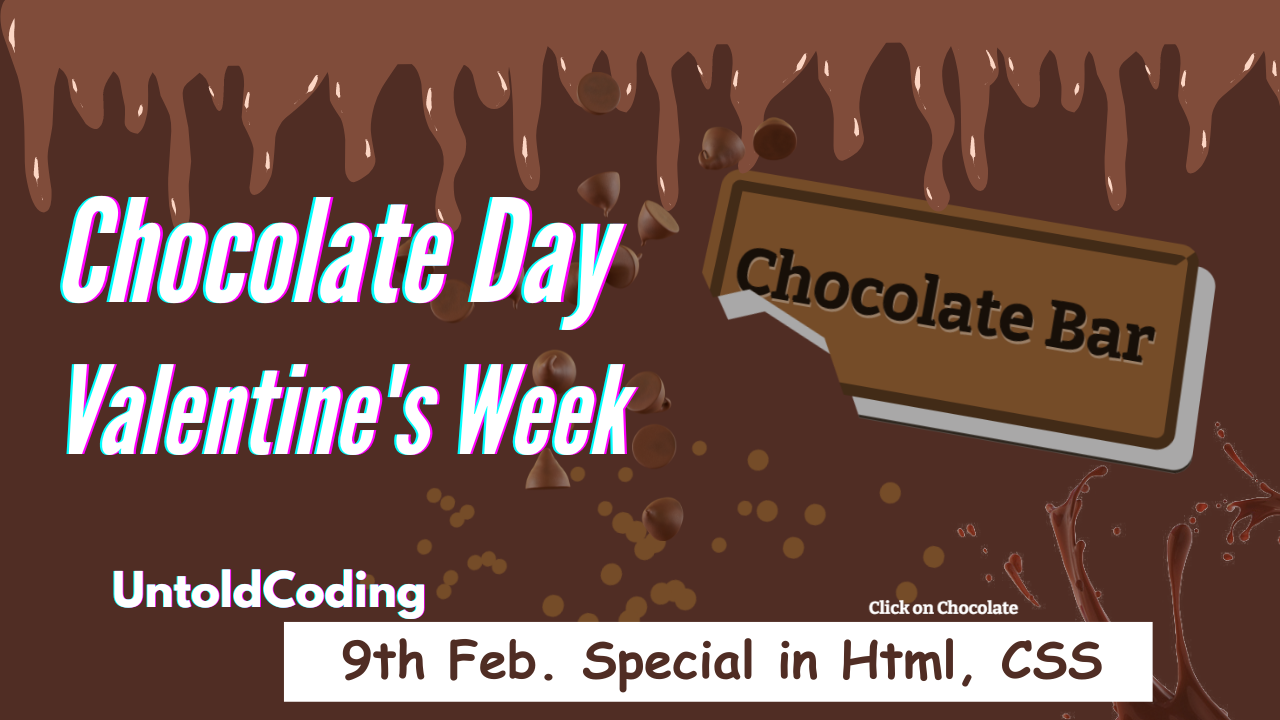 Chocolate Day
Valentine's Week
Chocolate Bar
UntoldCoding
Click on Chocolate
9th Feb. Special in Html, CSS